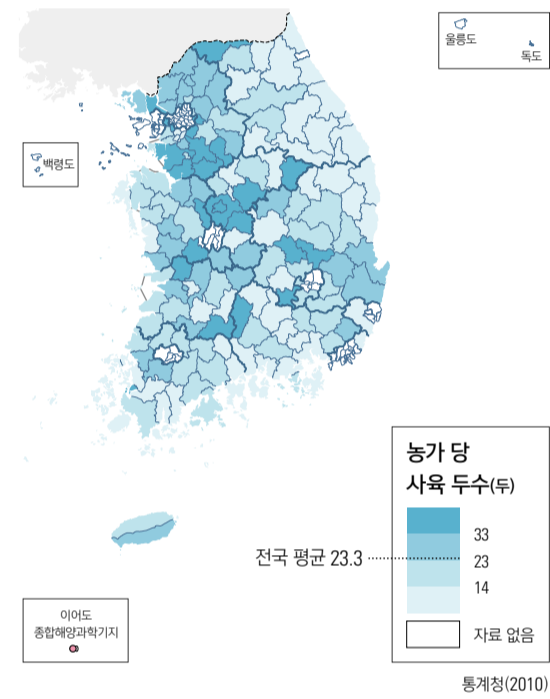 울릉도
독도
백령도
농가 당
사육 두수(두)
33
전국 평균 23.3
23
14
자료 없음
이어도
종합해양과학기지
통계청(2010)